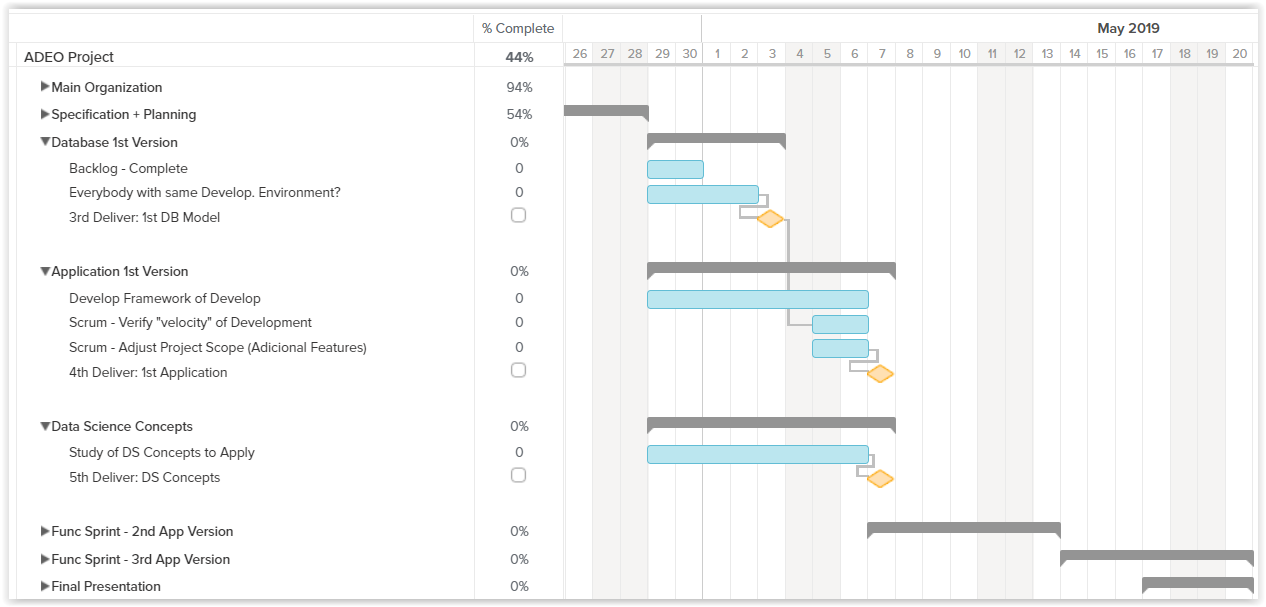 % Complete May 2019
ADEO Project 44% 26 27 28 29 30 1 2 3 4 5 6 7 8 9 10 11 12 13 14 15 16 17 18 19 20
Main Organization 94%
Specification + Planning 54%
Database 1st Version 0%
Backlog - Complete 0
Everybody with same Develop. Environment? 0
3rd Deliver: 1st DB Model
Application 1st Version 0%
Develop Framework of Develop 0
Scrum - Verify "velocity" of Development 0
Scrum - Adjust Project Scope (Adicional Features) 0
4th Deliver: 1st Application
Data Science Concepts 0%
Study of DS Concepts to Apply 0
5th Deliver: DS Concepts
Func Sprint - 2nd App Version 0%
Func Sprint - 3rd App Version 0%
Final Presentation 0%